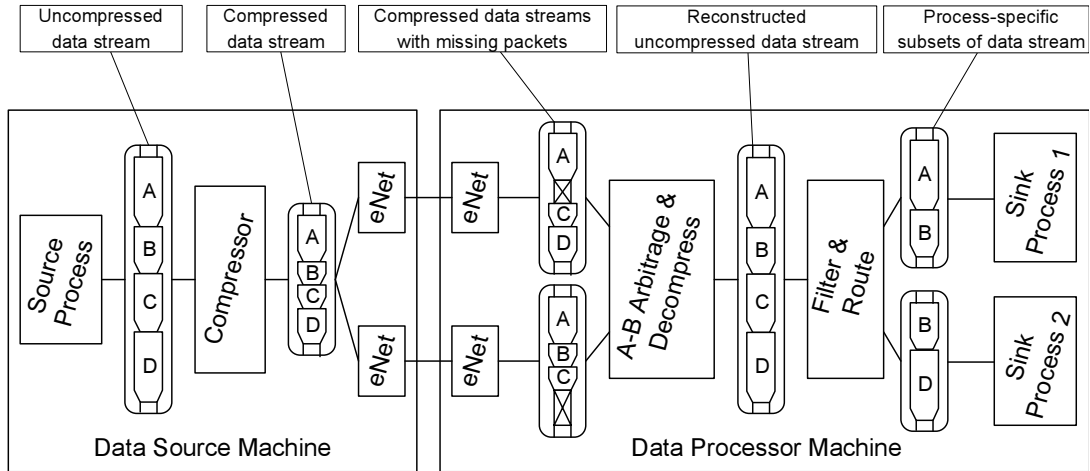 Uncompressed
data stream
Compressed
data stream
Compressed data streams
with missing packets
Reconstructed
uncompressed data stream
Process-specific
subsets of data stream
Source
Process
A
B
C
D
Compressor
A
B
C
D
eNet
eNet
eNet
eNet
A
C
D
A
B
C
A-B Arbitrage &
Decompress
A
B
C
D
Filter &
Route
A
B
B
D
Sink
Process 1
Sink
Process 2
Data Source Machine
Data Processor Machine